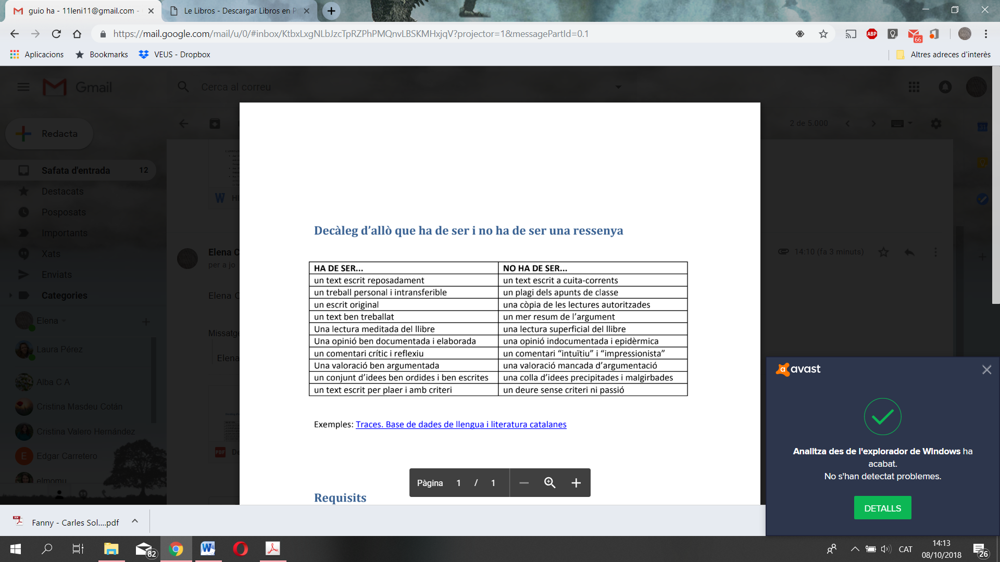 guio ha - 11leni11@gmail.com -
Le Libros - Descargar Libros en P
https://mail.google.com/mail/u/0/#inbox/KtbxLxgNLbJzcTpRZPhPMQnvLBSKMHxjqV?projector=1&messagePartId=0.1
ABP
66
Aplicacions
Bookmarks
VEUS - Dropbox
Altres adreces d'interès
Gmail
Cerca al correu
Redacta
2 de 5.000
31
Safata d'entrada 12
Destacats
Posposats
Importants
Xats
Enviats
Categories
Elena
Laura Pérez
Alba C A
Cristina Masdeu Cotán
Cristina Valero Hernández
E Edgar Carretero
elmomu
W
Elena C
per a jo
14:10 (fa 3 minuts)
Elena
Missatge
Elena
PDF
Decàleg d'allò que ha de ser i no ha de ser una ressenya
HA DE SER... NO HA DE SER...
un text escrit reposadament un text escrit a cuita-corrents
un treball personal i intransferible un plagi dels apunts de classe
un escrit original una còpia de les lectures autoritzades
un text ben treballat un mer resum de l'argument
Una lectura meditada del llibre una lectura superficial del llibre
Una opinió ben documentada i elaborada una opinió indocumentada i epidèrmica
un comentari crític i reflexiu un comentari “intuïtiu” i “impressionista”
Una valoració ben argumentada una valoració mancada d'argumentació
un conjunt d'idees ben ordides i ben escrites una colla d'idees precipitades i malgirbades
un text escrit per plaer i amb criteri un deure sense criteri ni passió
Exemples: Traces. Base de dades de llengua i literatura catalanes
Requisits
Pàgina 1 / 1
avast
Analitza des de l'explorador de Windows ha
acabat.
No s'han detectat problemes.
DETALLS
Fanny - Carles Sol....pdf
82
CAT
14:13
08/10/2018
26